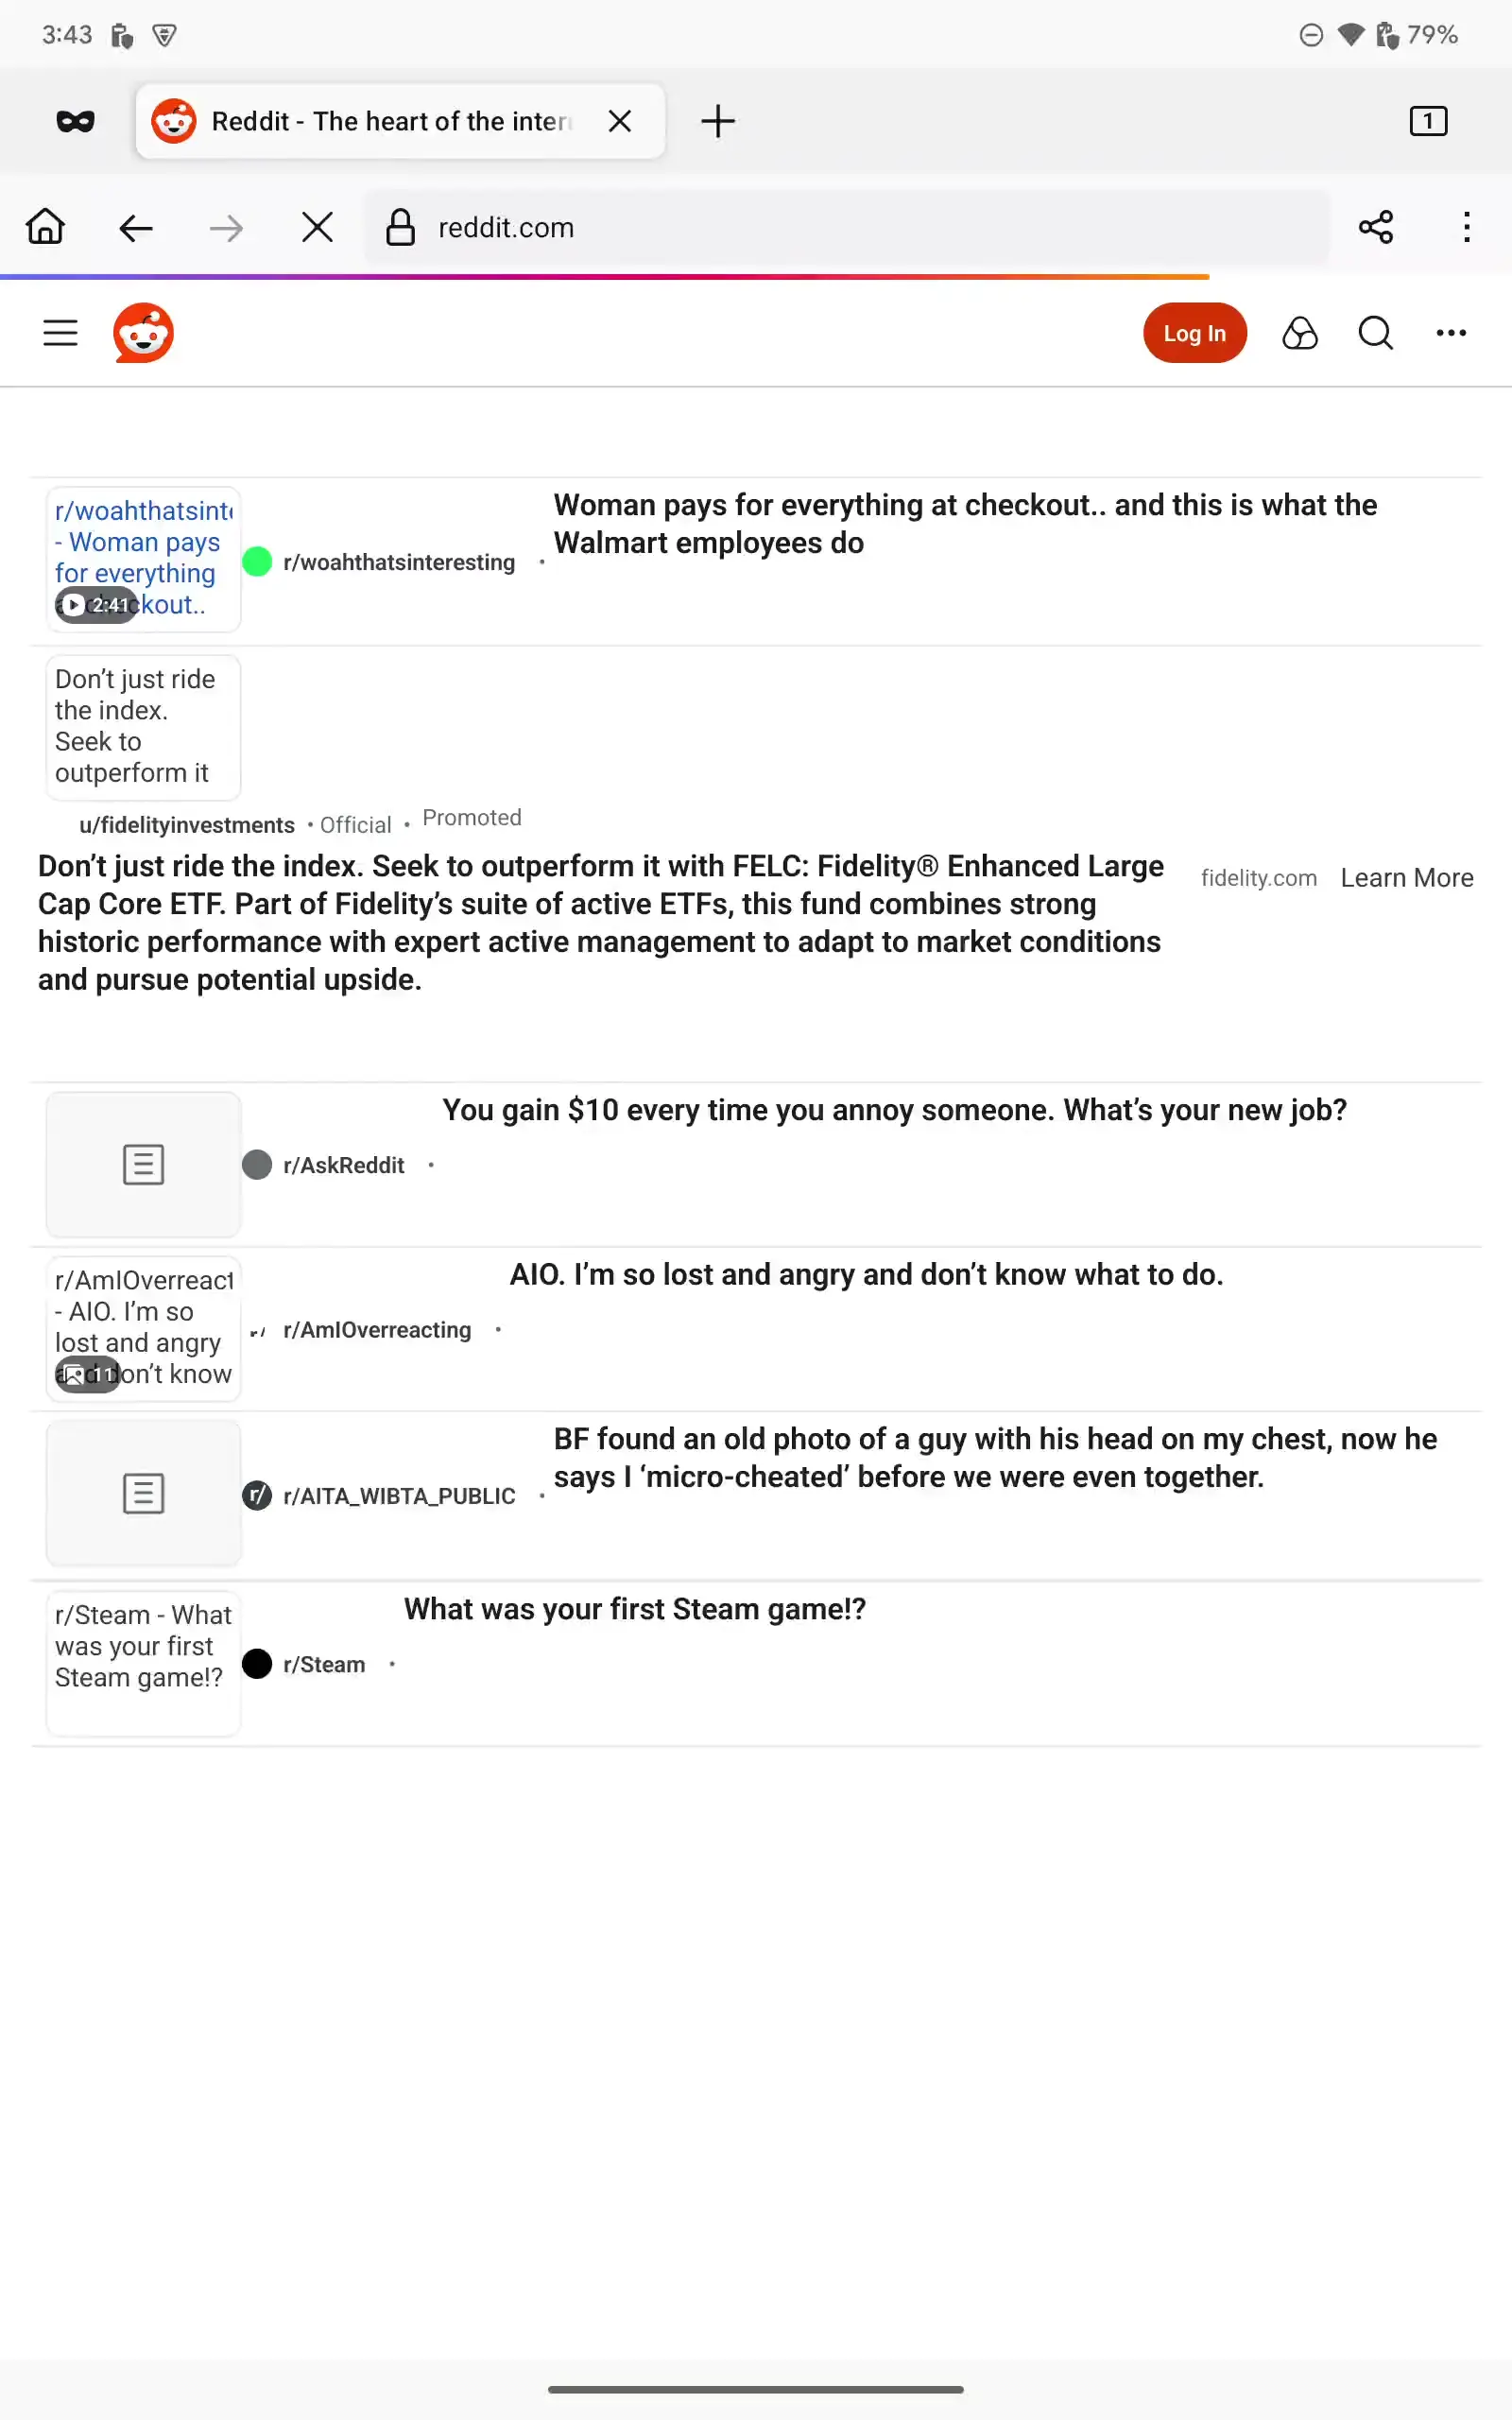 3:43
79%
Reddit - The heart of the inter
1
reddit.com
Log In
r/woahthatsinte
- Woman pays
for everything
kout..
2:41
r/woahthatsinteresting •
Woman pays for everything at checkout.. and this is what the
Walmart employees do
Don’t just ride
the index.
Seek to
outperform it
u/fidelityinvestments • Official • Promoted
Don’t just ride the index. Seek to outperform it with FELC: Fidelity® Enhanced Large
Cap Core ETF. Part of Fidelity’s suite of active ETFs, this fund combines strong
historic performance with expert active management to adapt to market conditions
and pursue potential upside.
fidelity.com Learn More
You gain $10 every time you annoy someone. What’s your new job?
r/AskReddit •
r/AmIOverreact
- AIO. I’m so
lost and angry
don’t know
11
r/ r/AmIOverreacting •
AIO. I’m so lost and angry and don’t know what to do.
BF found an old photo of a guy with his head on my chest, now he
says I ‘micro-cheated’ before we were even together.
r/ r/AITA_WIBTA_PUBLIC •
r/Steam - What
was your first
Steam game!?
What was your first Steam game!?
r/Steam •